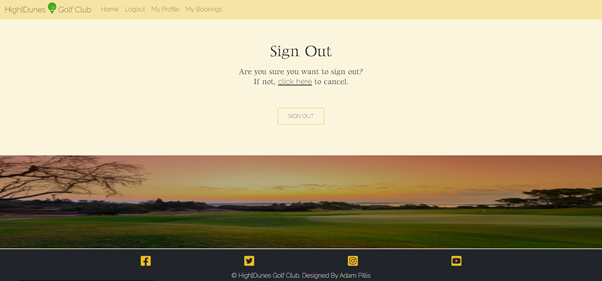 High|Dunes Golf Club Home Logout My Profile My Bookings
Sign Out
Are you sure you want to sign out?
If not, click here to cancel.
SIGN OUT
© High|Dunes Golf Club. Designed By Adam Pillis